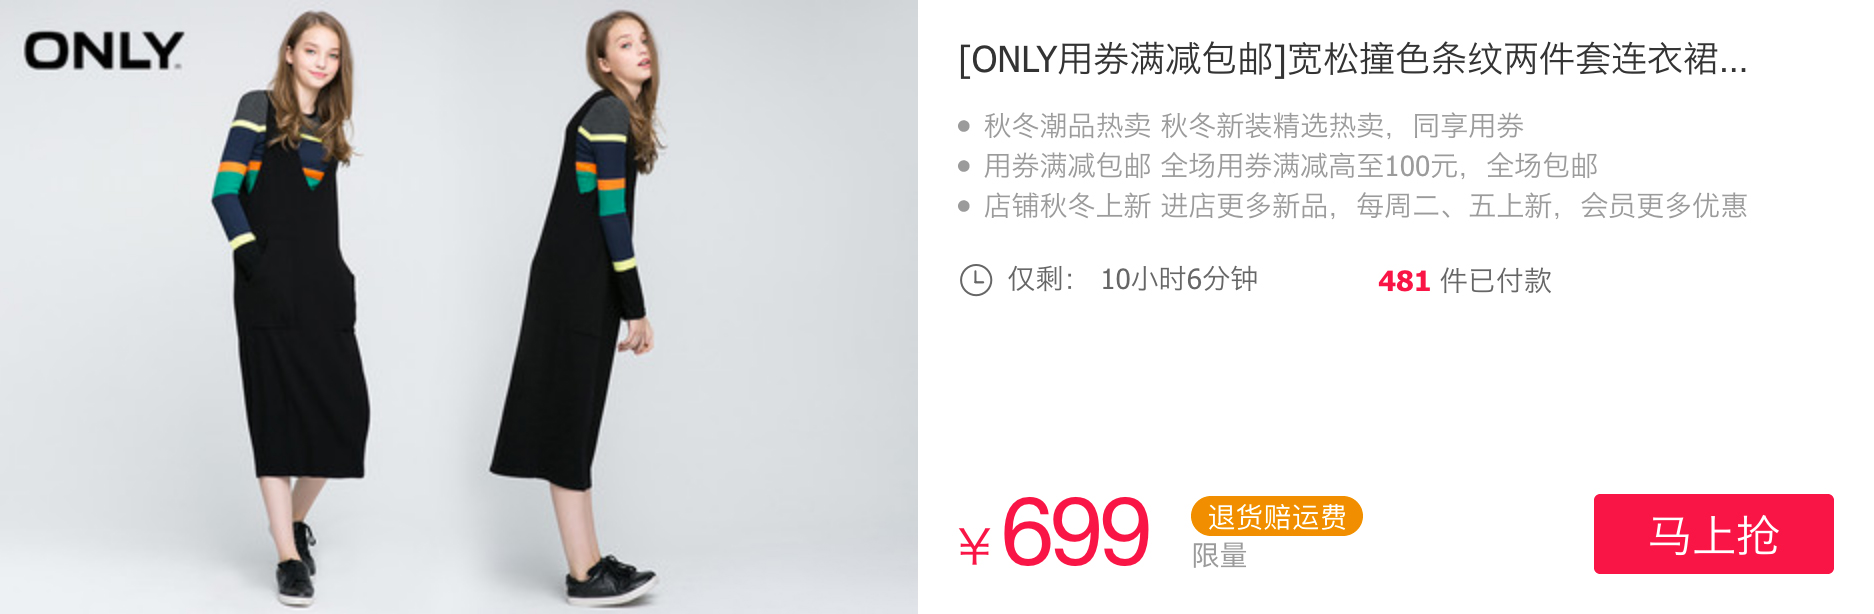 ONLY
[ONLY用券满减包邮]宽松撞色条纹两件套连衣裙...
秋冬潮品热卖 秋冬新装精选热卖，同享用券
用券满减包邮 全场用券满减高至100元，全场包邮
店铺秋冬上新 进店更多新品，每周二、五上新，会员更多优惠
仅剩： 10小时6分钟 481 件已付款
¥699 退货赔运费
限量
马上抢